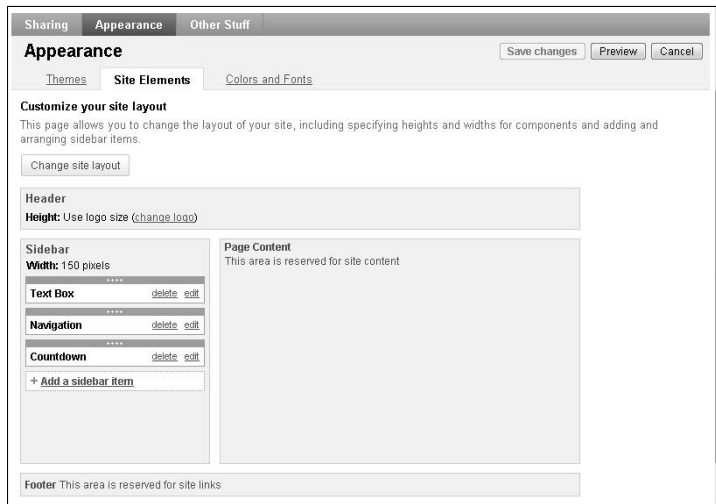 Sharing Appearance Other Stuff
Appearance
Save changes Preview Cancel
Themes Site Elements Colors and Fonts
Customize your site layout
This page allows you to change the layout of your site, including specifying heights and widths for components and adding and
arranging sidebar items.
Change site layout
Header
Height: Use logo size (change logo)
Sidebar
Width: 150 pixels
Text Box delete edit
Navigation delete edit
Countdown delete edit
+ Add a sidebar item
Page Content
This area is reserved for site content
Footer This area is reserved for site links